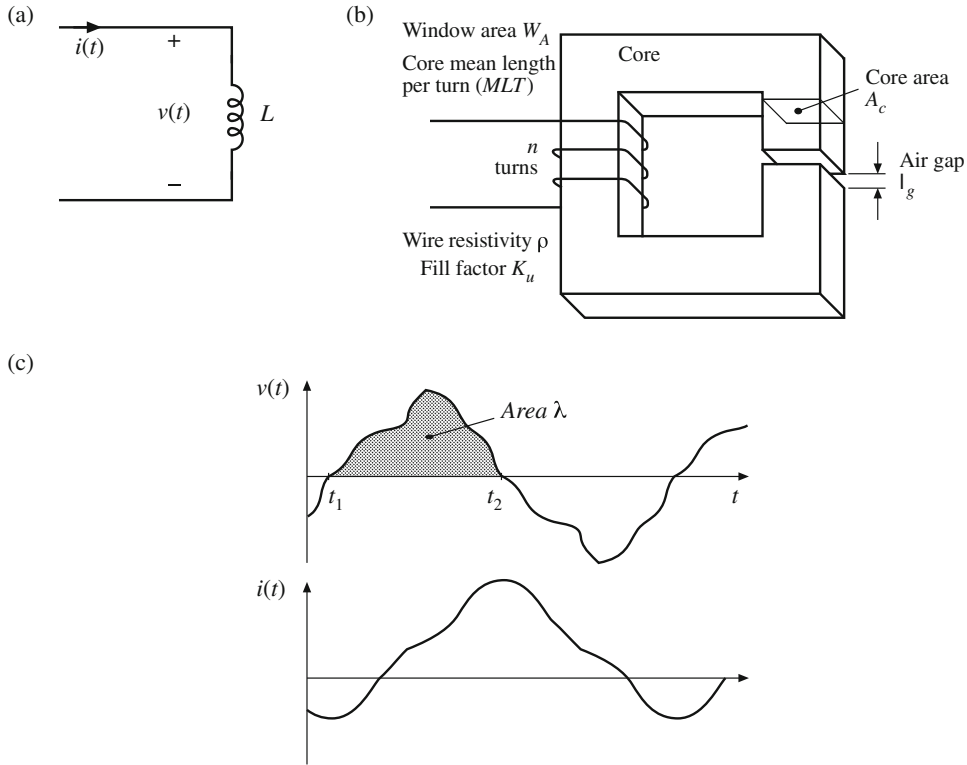 (a)
i(t)
+
v(t)
L
−
(b)
Window area W_A
Core mean length
per turn (MLT)
Core
Core area
A_c
n
turns
Air gap
l_g
Wire resistivity ρ
Fill factor K_u
(c)
v(t)
Area λ
t_1
t_2
t
i(t)